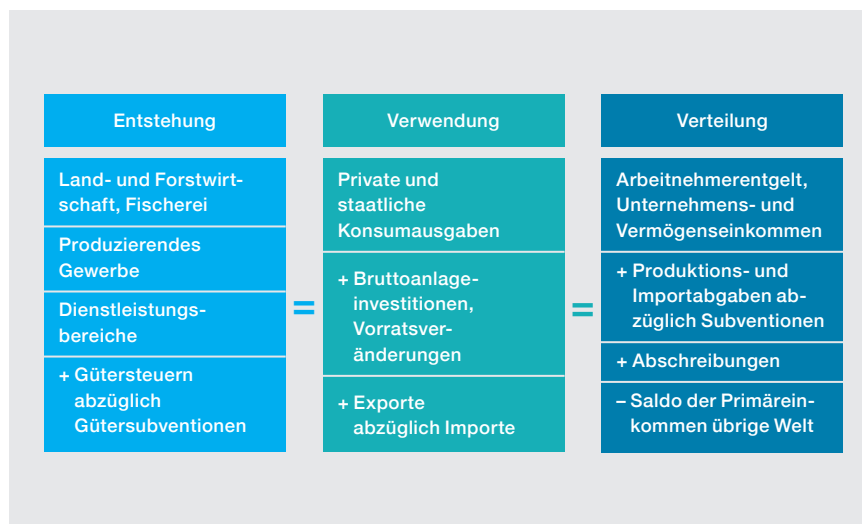 Entstehung
Land- und Forstwirt-
schaft, Fischerei
Produzierendes
Gewerbe
Dienstleistungs-
bereiche
+ Gütersteuern
abzüglich
Gütersubventionen
=
Verwendung
Private und
staatliche
Konsumausgaben
+ Bruttoanlage-
investitionen,
Vorratsver-
änderungen
+ Exporte
abzüglich Importe
=
Verteilung
Arbeitnehmerentgelt,
Unternehmens- und
Vermögenseinkommen
+ Produktions- und
Importabgaben ab-
züglich Subventionen
+ Abschreibungen
– Saldo der Primärein-
kommen übrige Welt